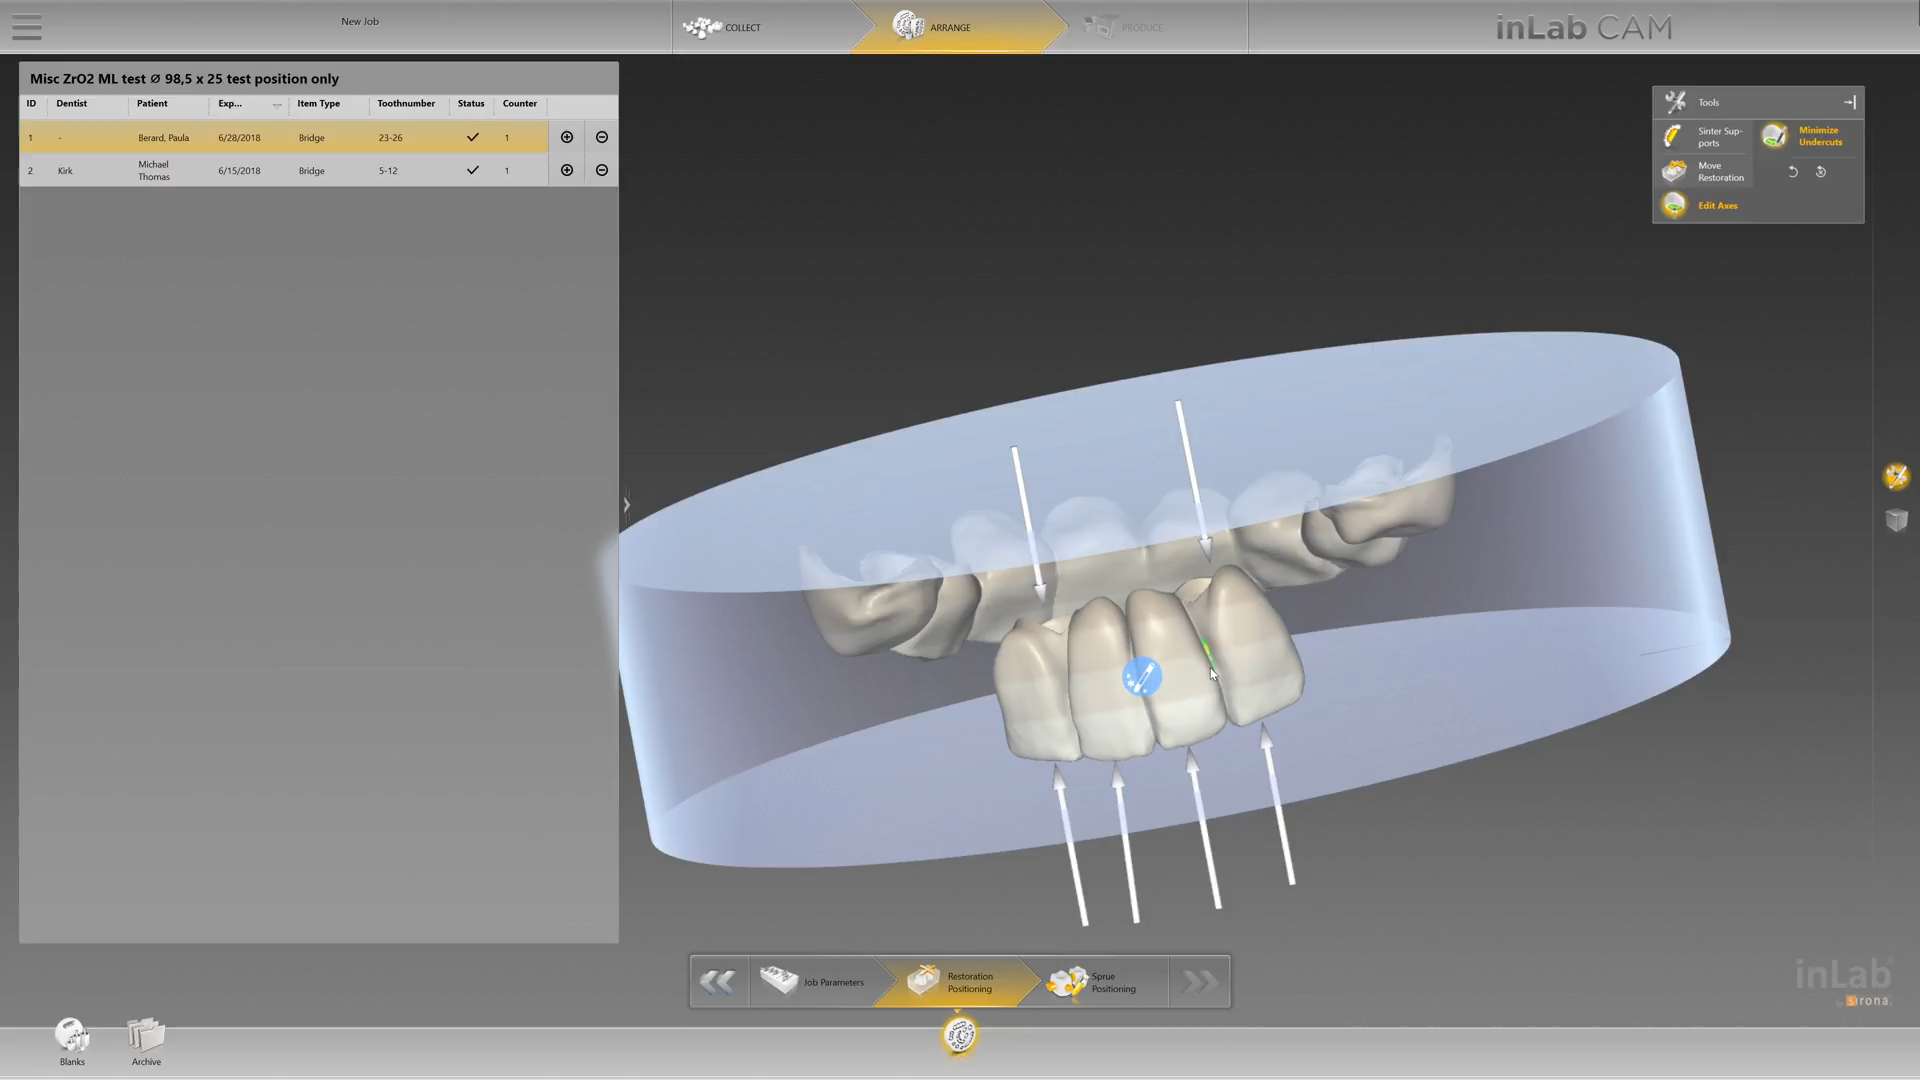 New Job
COLLECT
ARRANGE
PRODUCE
inLab CAM
Misc ZrO2 ML test Ø 98,5 x 25 test position only
ID Dentist Patient Exp... Item Type Toothnumber Status Counter
1 - Berard, Paula 6/28/2018 Bridge 23-26 1
2 Kirk Michael Thomas 6/15/2018 Bridge 5-12 1
Tools
Sinter Sup-
ports
Minimize
Undercuts
Move
Restoration
Edit Axes
Job Parameters
Restoration
Positioning
Sprue
Positioning
inLab
by sirona.
Blanks
Archive